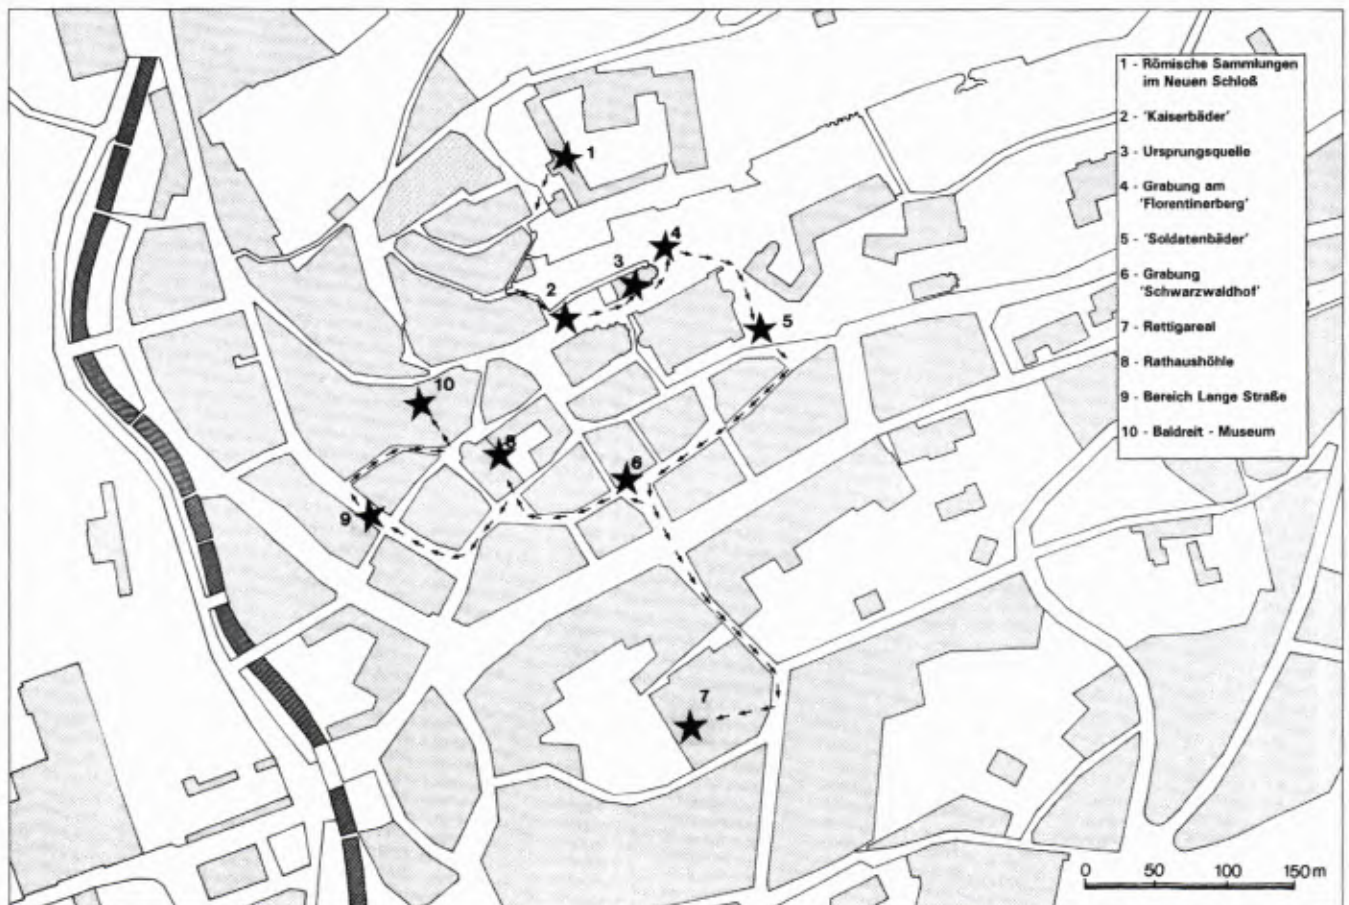 1 - Römische Sammlungen
im Neuen Schloß
2 - 'Kaiserbäder'
3 - Ursprungsquelle
4 - Grabung am
'Florentinerberg'
5 - 'Soldatenbäder'
6 - Grabung
'Schwarzwaldhof'
7 - Rettigareal
8 - Rathaushöhle
9 - Bereich Lange Straße
10 - Baldreit - Museum
1
4
3
2
5
10
8
6
9
7
0 50 100 150 m